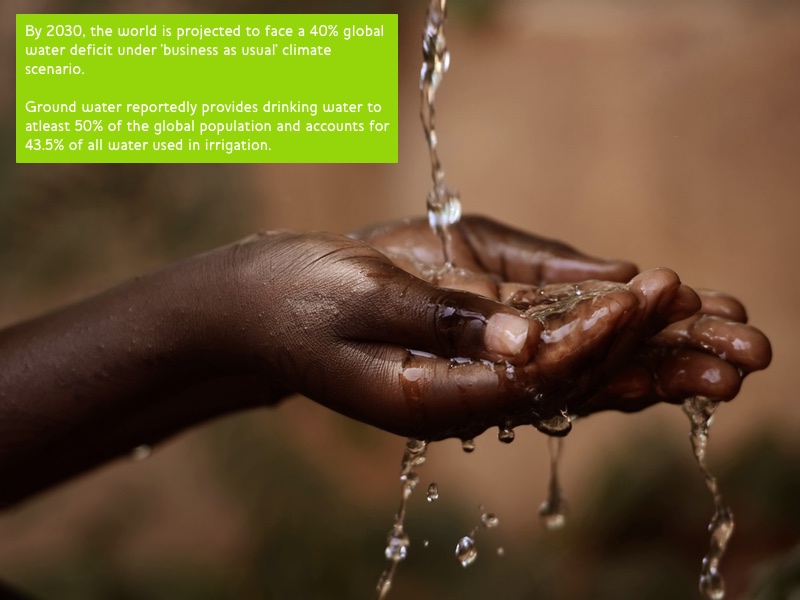 By 2030, the world is projected to face a 40% global
water deficit under 'business as usual' climate
scenario.
Ground water reportedly provides drinking water to
atleast 50% of the global population and accounts for
43.5% of all water used in irrigation.